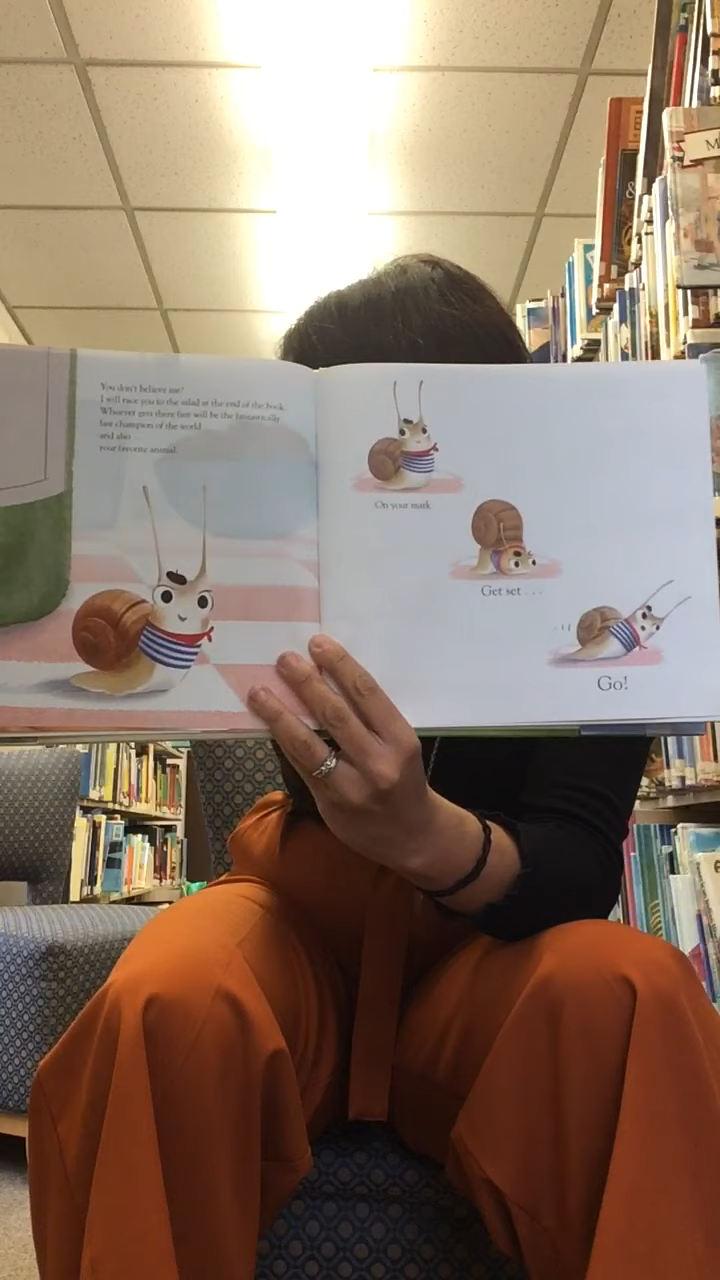 You don't believe me?
I will race you to the salad at the end of the book.
Whoever gets there first will be the fantastically
fast champion of the world
and also
your favorite animal.
On your mark
Get set . . .
Go!
&
M